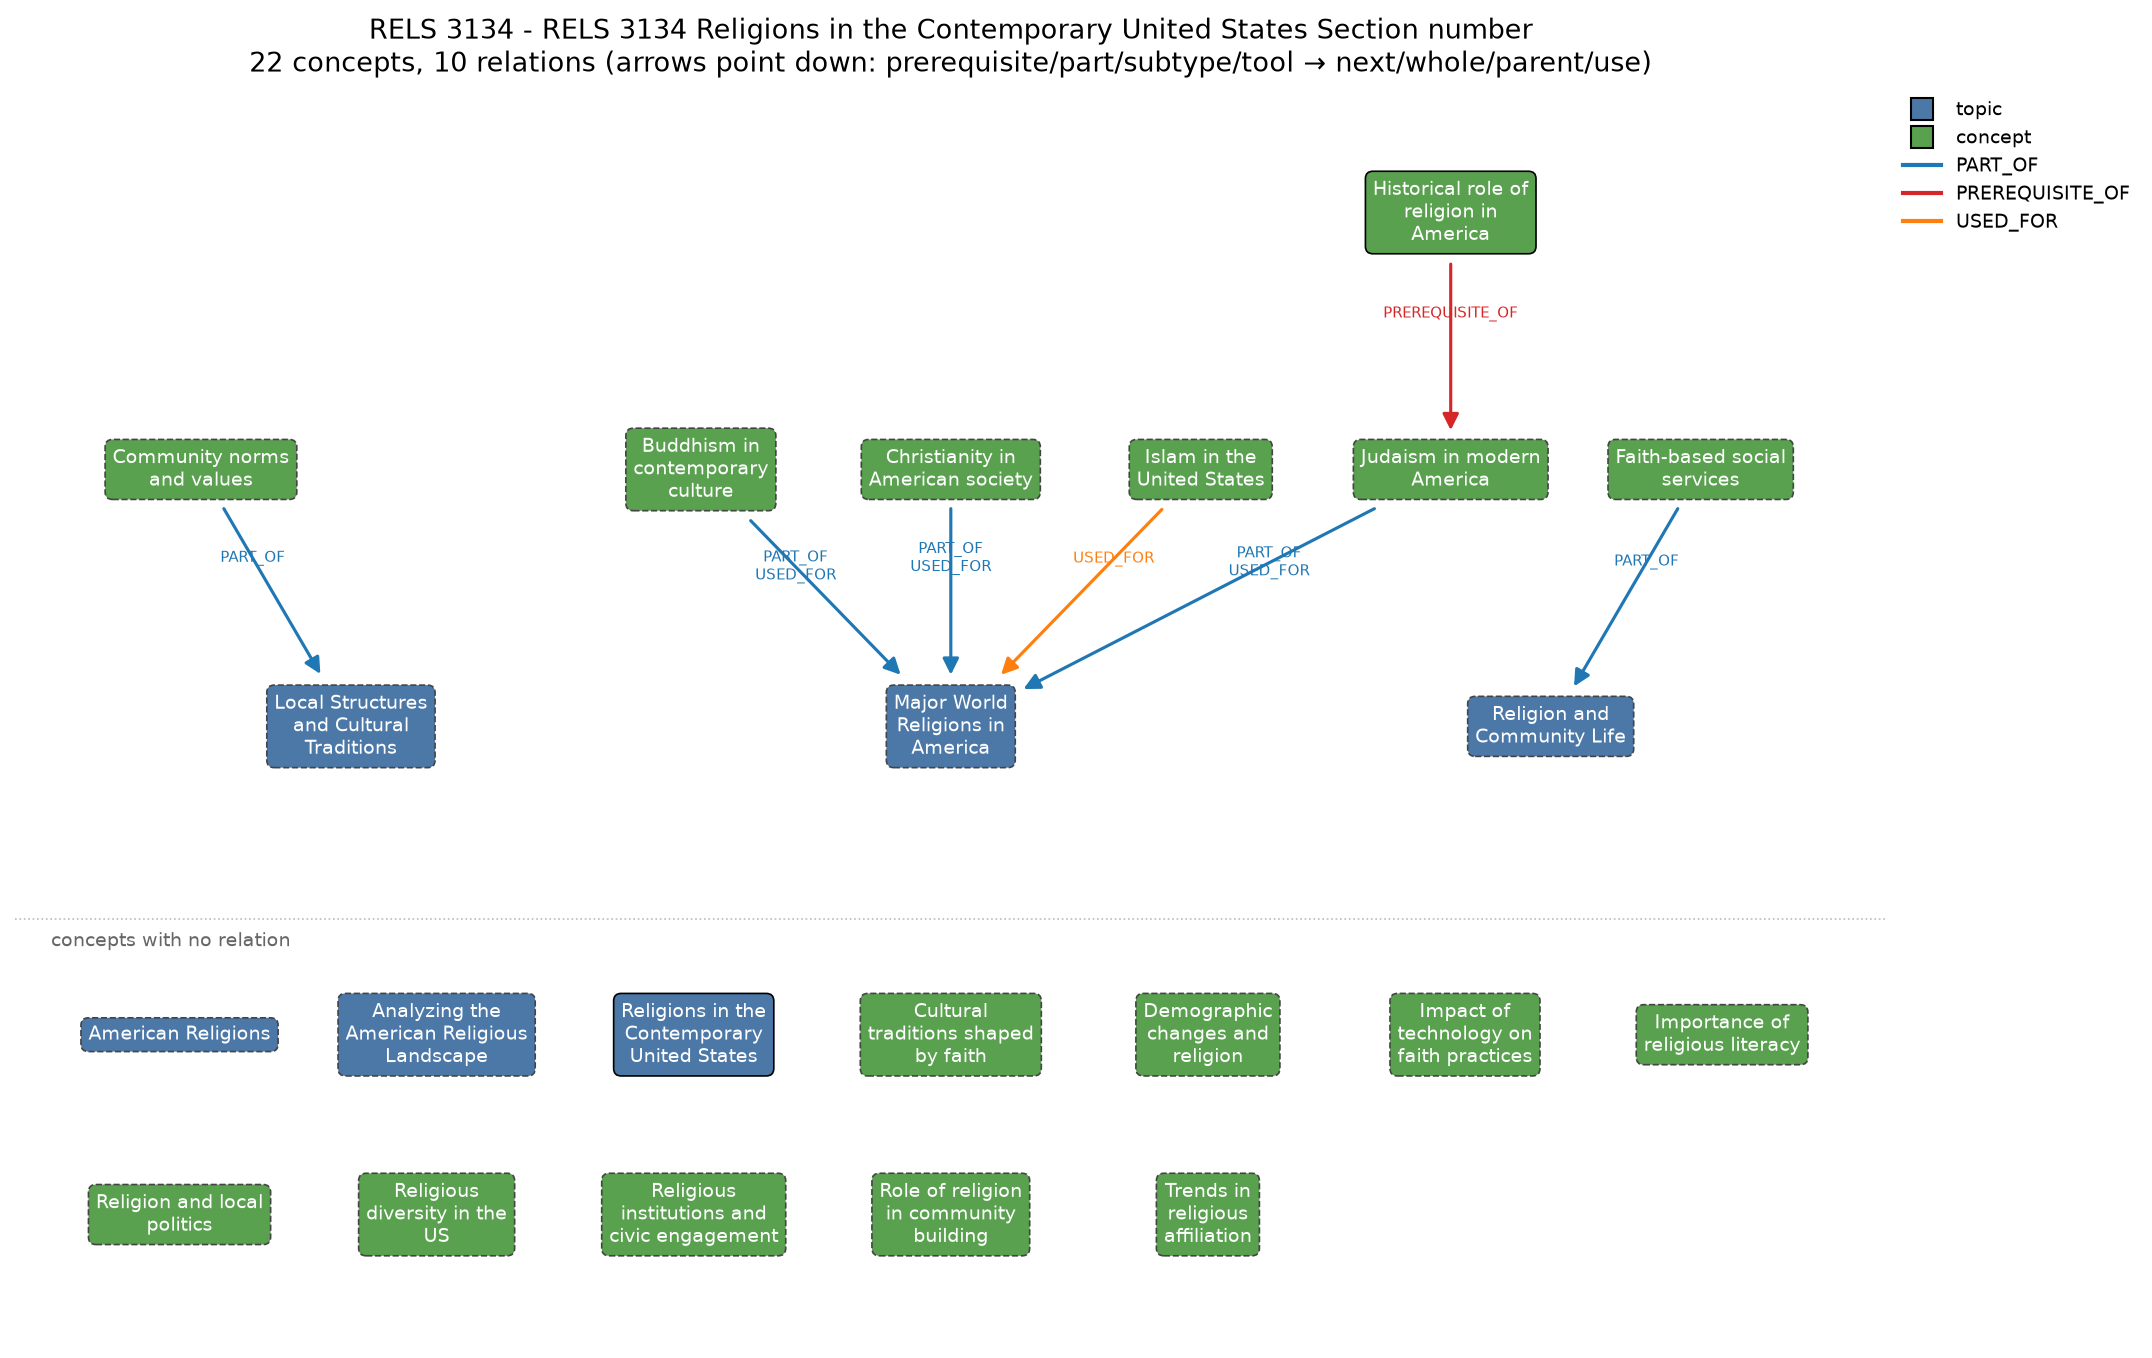 RELS 3134 - RELS 3134 Religions in the Contemporary United States Section number
22 concepts, 10 relations (arrows point down: prerequisite/part/subtype/tool → next/whole/parent/use)
topic
concept
PART_OF
PREREQUISITE_OF
USED_FOR
Historical role of
religion in
America
PREREQUISITE_OF
Community norms
and values
Buddhism in
contemporary
culture
Christianity in
American society
Islam in the
United States
Judaism in modern
America
Faith-based social
services
PART_OF
PART_OF
USED_FOR
PART_OF
USED_FOR
USED_FOR
PART_OF
USED_FOR
PART_OF
Local Structures
and Cultural
Traditions
Major World
Religions in
America
Religion and
Community Life
concepts with no relation
American Religions
Analyzing the
American Religious
Landscape
Religions in the
Contemporary
United States
Cultural
traditions shaped
by faith
Demographic
changes and
religion
Impact of
technology on
faith practices
Importance of
religious literacy
Religion and local
politics
Religious
diversity in the
US
Religious
institutions and
civic engagement
Role of religion
in community
building
Trends in
religious
affiliation